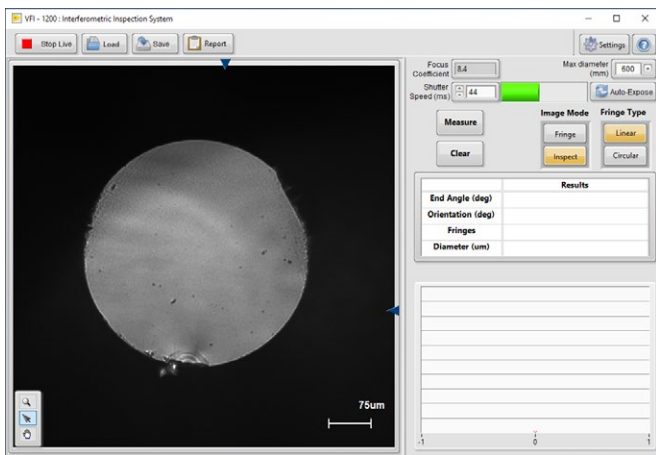 VFI - 1200 : Interferometric Inspection System
Stop Live Load Save Report Settings
Focus Coefficient 8.4 Max diameter (mm) 600
Shutter Speed (ms) 44 Auto-Expose
Measure
Clear
Image Mode Fringe Type
Fringe Linear
Inspect Circular
Results
End Angle (deg)
Orientation (deg)
Fringes
Diameter (um)
75um
-1 0 1